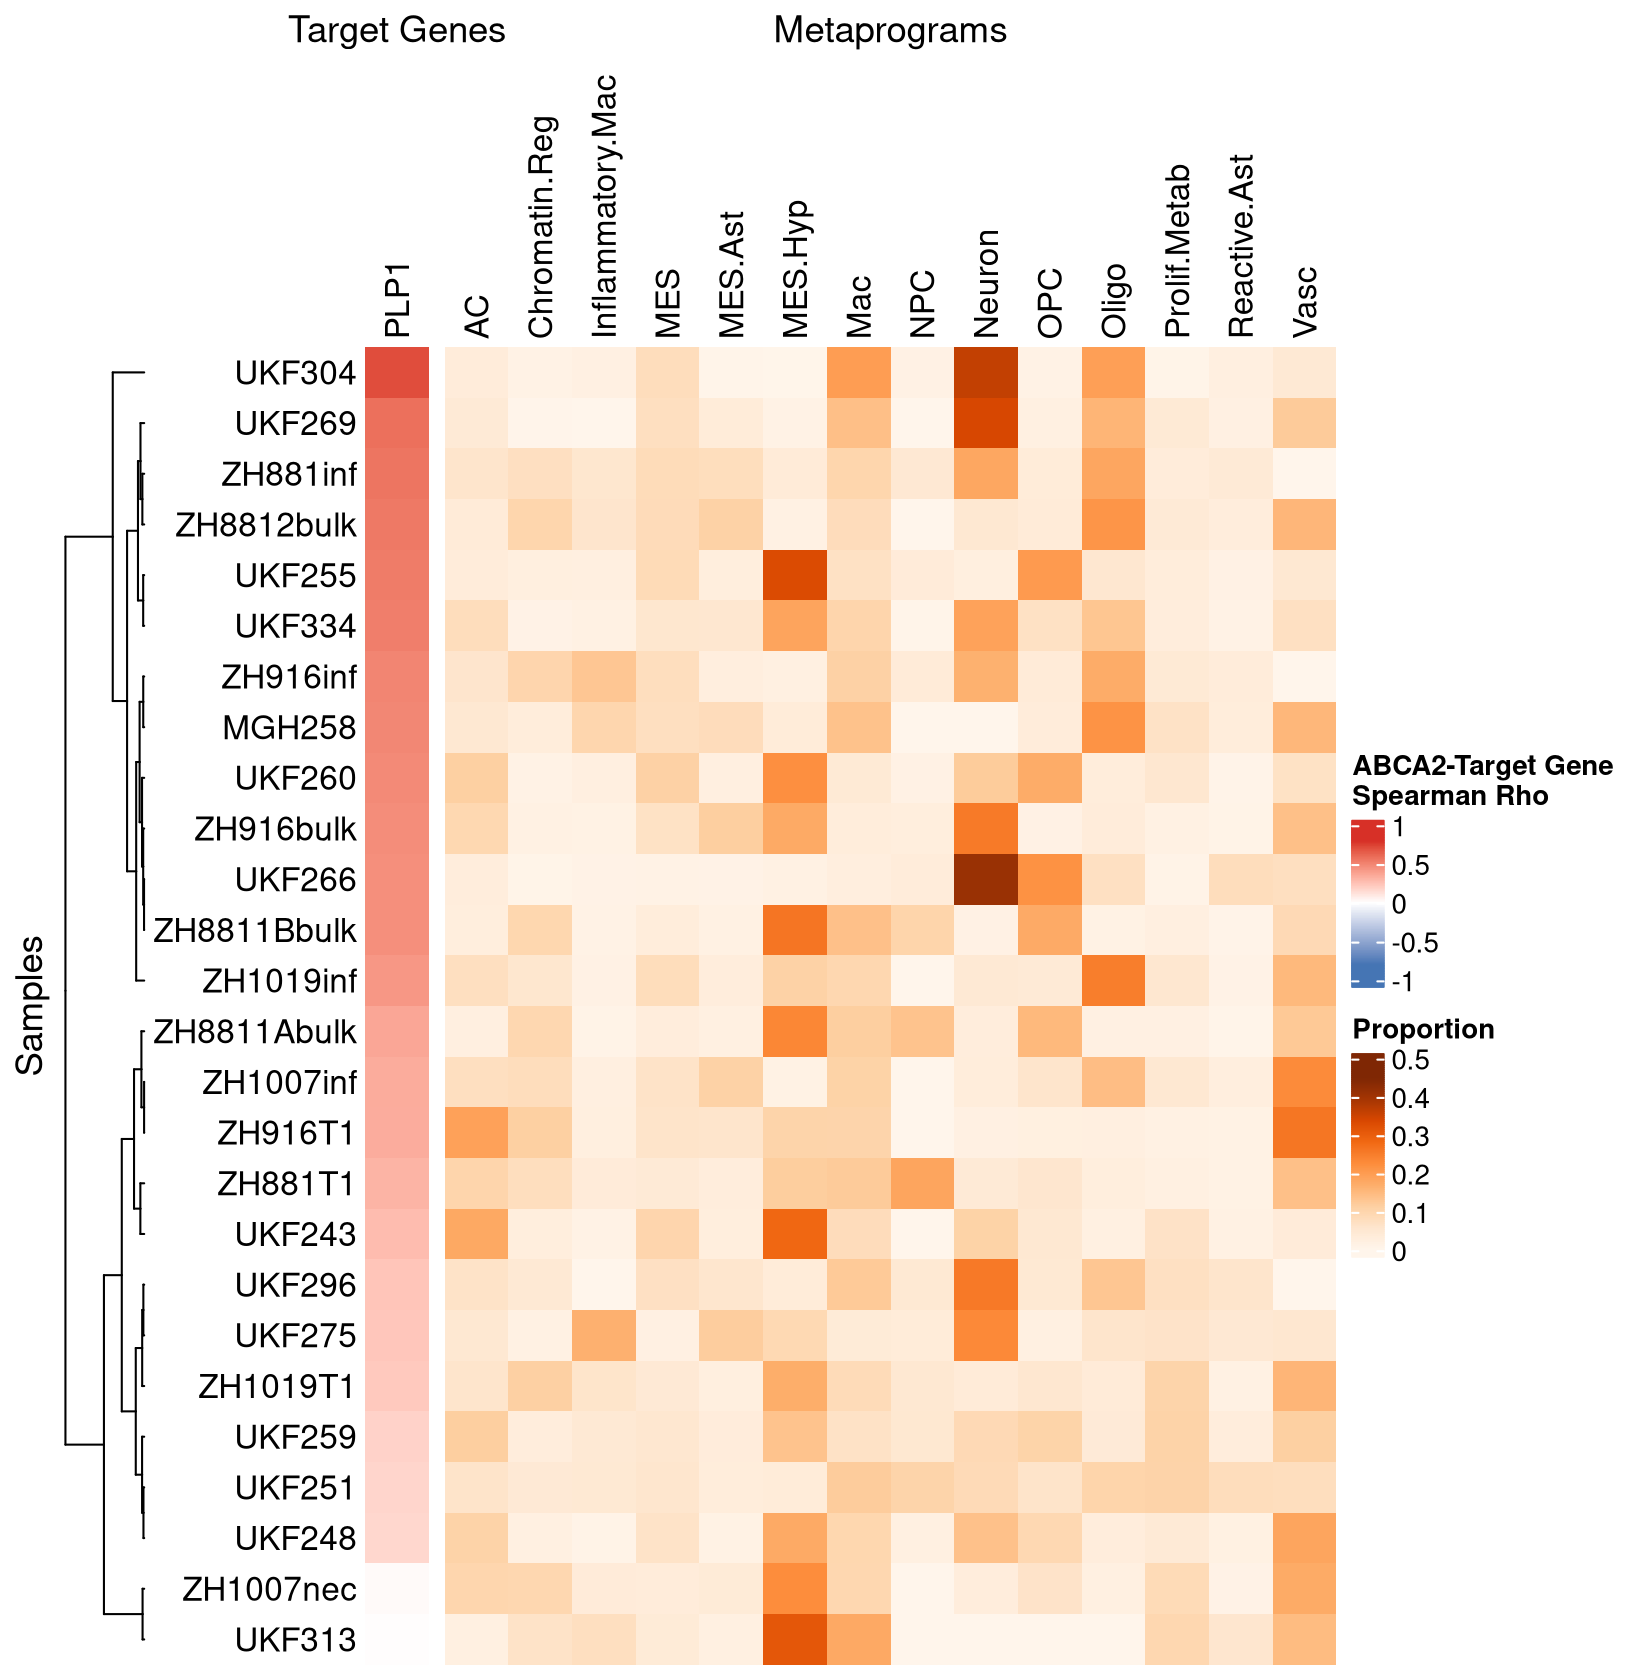 Target Genes
Metaprograms
PLP1
AC
Chromatin.Reg
Inflammatory.Mac
MES
MES.Ast
MES.Hyp
Mac
NPC
Neuron
OPC
Oligo
Prolif.Metab
Reactive.Ast
Vasc
Samples
UKF304
UKF269
ZH881inf
ZH8812bulk
UKF255
UKF334
ZH916inf
MGH258
UKF260
ZH916bulk
UKF266
ZH8811Bbulk
ZH1019inf
ZH8811Abulk
ZH1007inf
ZH916T1
ZH881T1
UKF243
UKF296
UKF275
ZH1019T1
UKF259
UKF251
UKF248
ZH1007nec
UKF313
ABCA2-Target Gene
Spearman Rho
1
0.5
0
-0.5
-1
Proportion
0.5
0.4
0.3
0.2
0.1
0